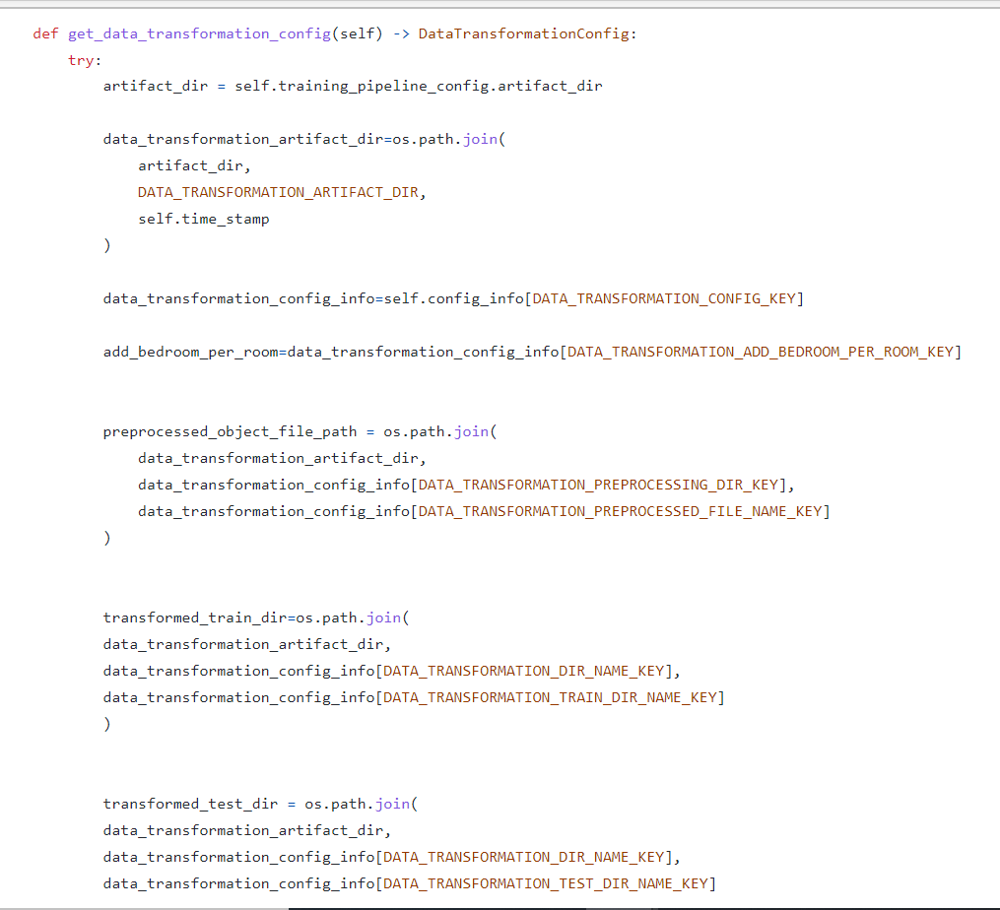 def get_data_transformation_config(self) -> DataTransformationConfig:
    try:
        artifact_dir = self.training_pipeline_config.artifact_dir

        data_transformation_artifact_dir=os.path.join(
            artifact_dir,
            DATA_TRANSFORMATION_ARTIFACT_DIR,
            self.time_stamp
        )

        data_transformation_config_info=self.config_info[DATA_TRANSFORMATION_CONFIG_KEY]

        add_bedroom_per_room=data_transformation_config_info[DATA_TRANSFORMATION_ADD_BEDROOM_PER_ROOM_KEY]


        preprocessed_object_file_path = os.path.join(
            data_transformation_artifact_dir,
            data_transformation_config_info[DATA_TRANSFORMATION_PREPROCESSING_DIR_KEY],
            data_transformation_config_info[DATA_TRANSFORMATION_PREPROCESSED_FILE_NAME_KEY]
        )


        transformed_train_dir=os.path.join(
        data_transformation_artifact_dir,
        data_transformation_config_info[DATA_TRANSFORMATION_DIR_NAME_KEY],
        data_transformation_config_info[DATA_TRANSFORMATION_TRAIN_DIR_NAME_KEY]
        )


        transformed_test_dir = os.path.join(
        data_transformation_artifact_dir,
        data_transformation_config_info[DATA_TRANSFORMATION_DIR_NAME_KEY],
        data_transformation_config_info[DATA_TRANSFORMATION_TEST_DIR_NAME_KEY]